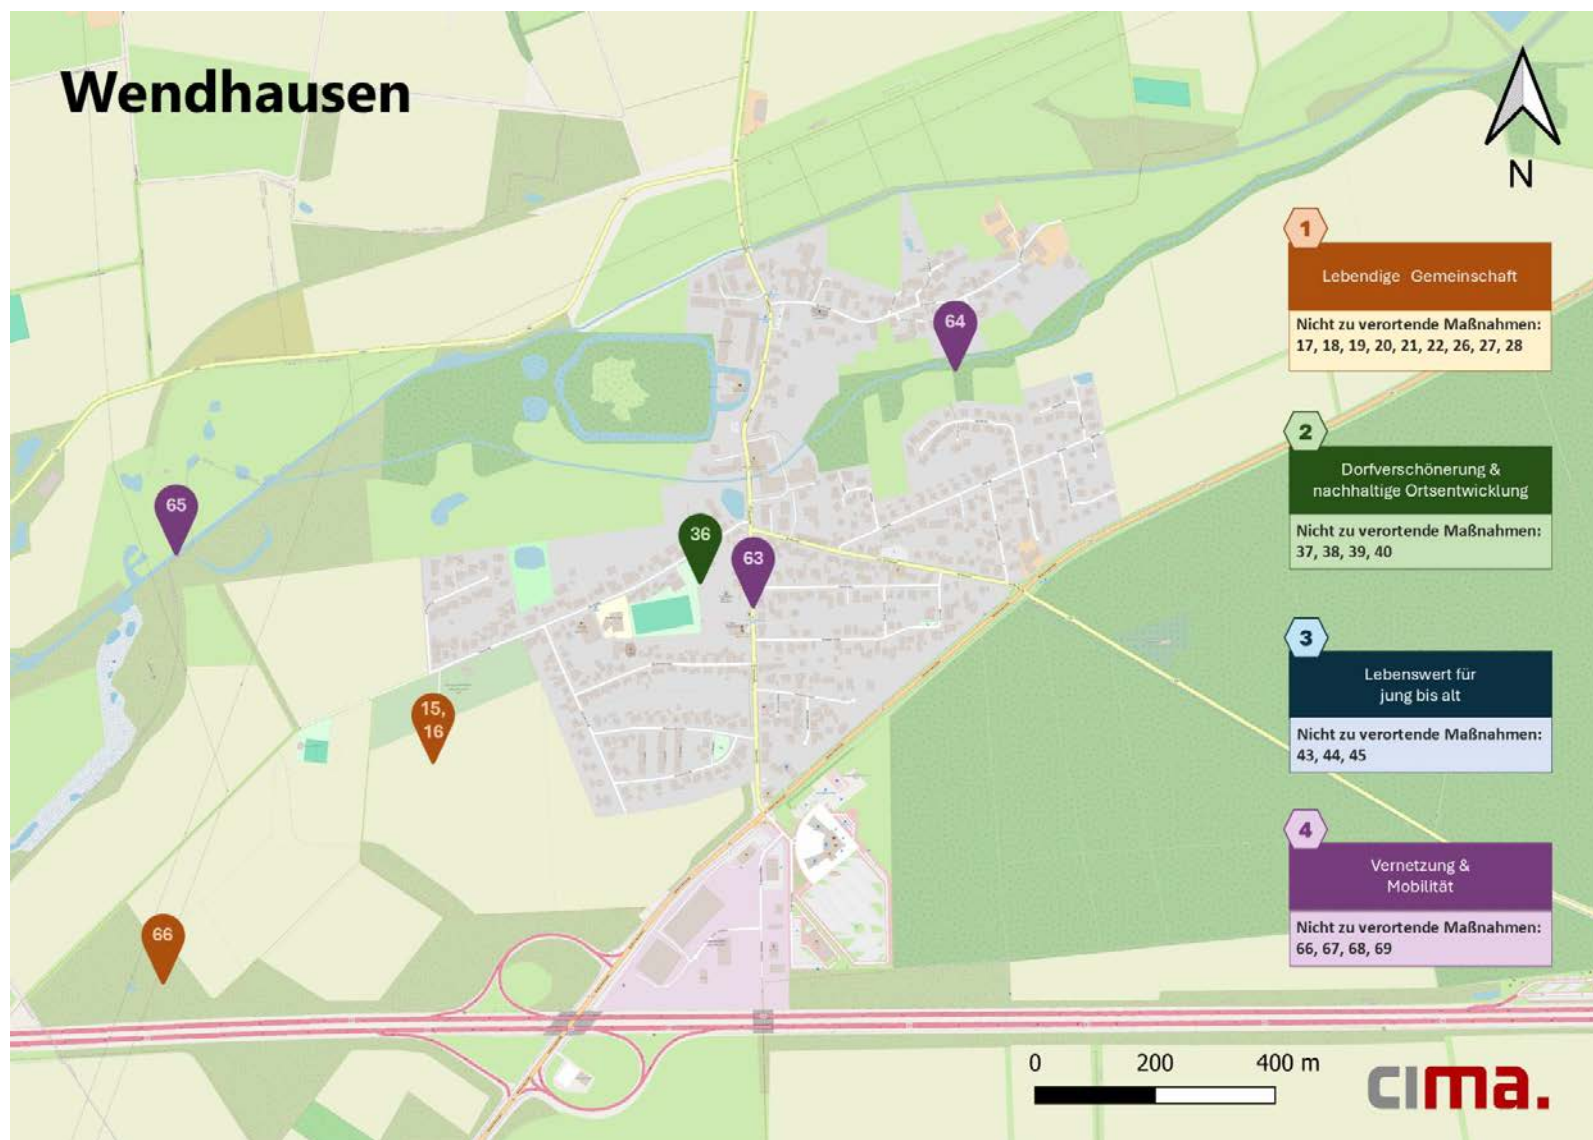 Wendhausen
N
1
Lebendige Gemeinschaft
Nicht zu verortende Maßnahmen:
17, 18, 19, 20, 21, 22, 26, 27, 28
64
2
Dorfverschönerung &
nachhaltige Ortsentwicklung
Nicht zu verortende Maßnahmen:
37, 38, 39, 40
65
36
63
3
Lebenswert für
jung bis alt
Nicht zu verortende Maßnahmen:
43, 44, 45
15,
16
4
Vernetzung &
Mobilität
Nicht zu verortende Maßnahmen:
66, 67, 68, 69
66
0 200 400 m
cima.